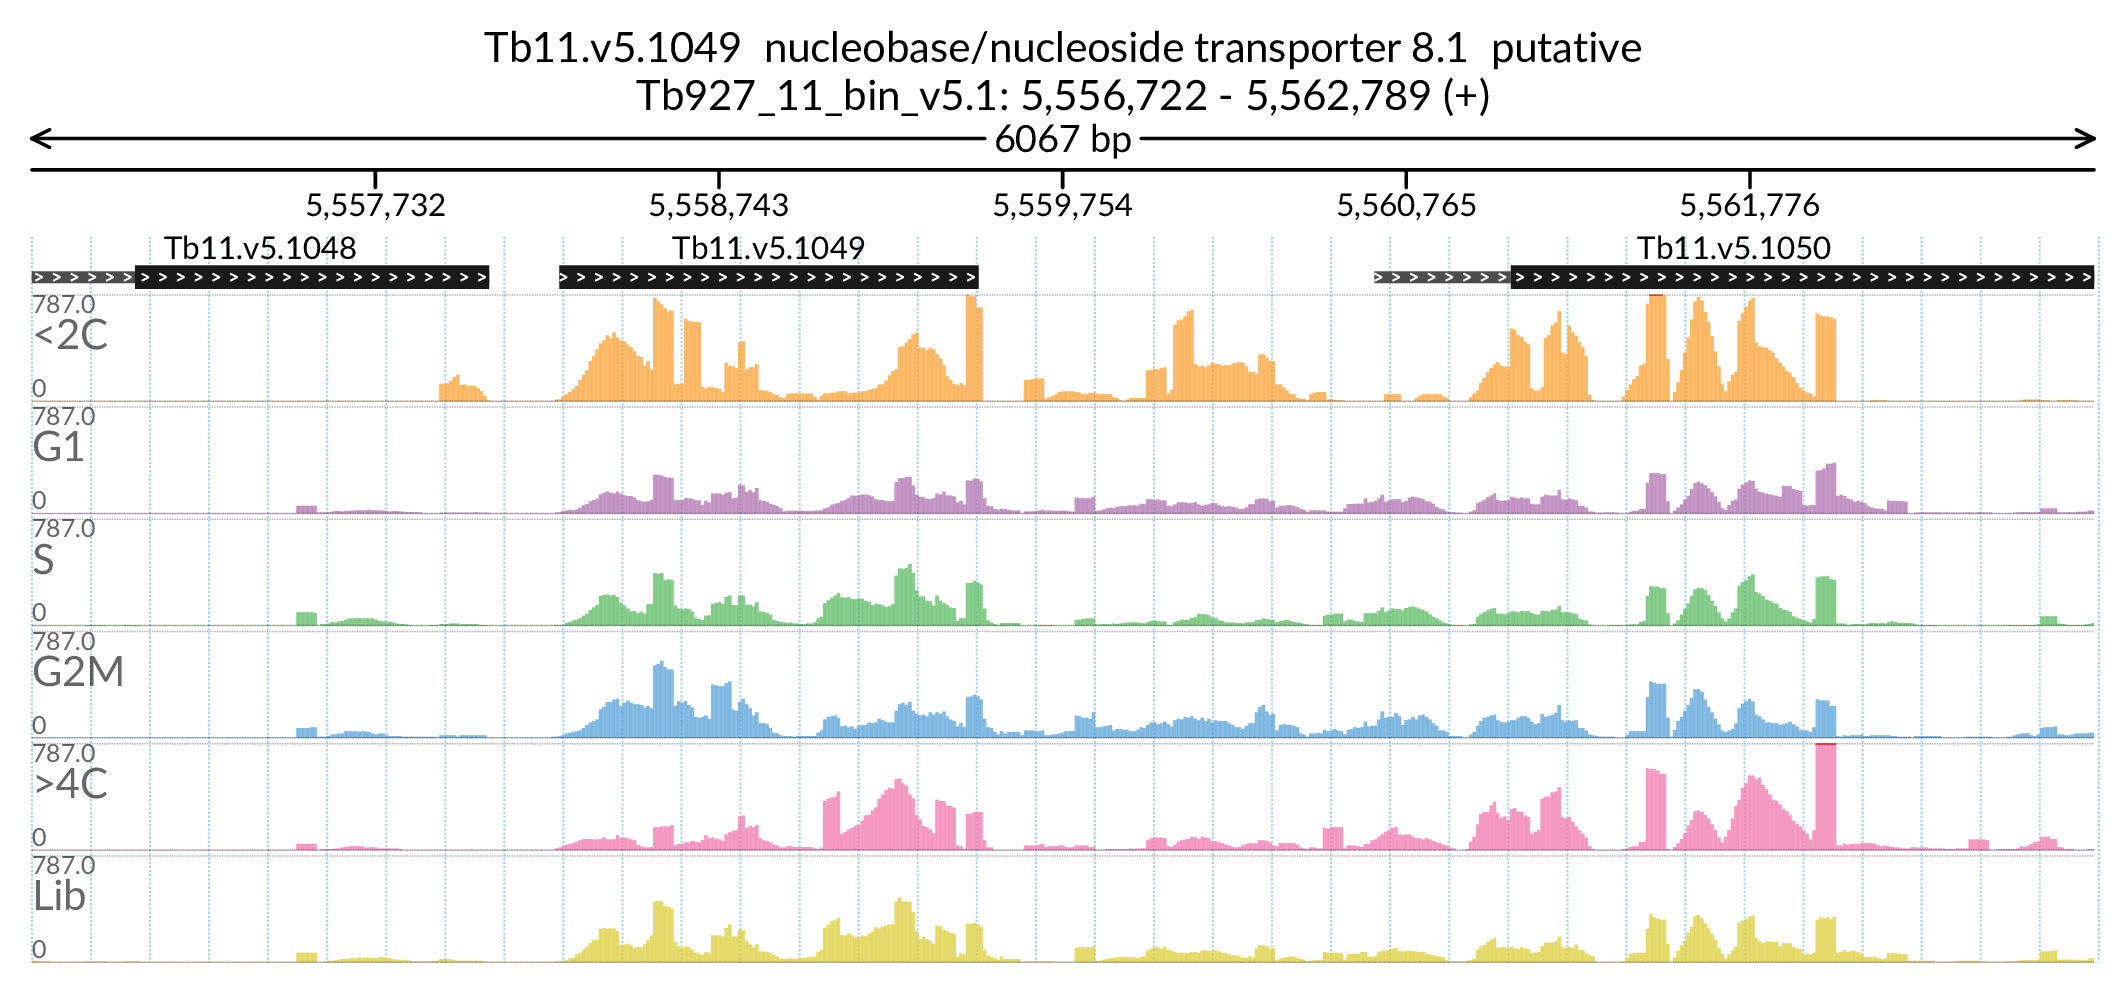 Tb11.v5.1049 nucleobase/nucleoside transporter 8.1 putative
Tb927_11_bin_v5.1: 5,556,722 - 5,562,789 (+)
6067 bp
5,557,732 5,558,743 5,559,754 5,560,765 5,561,776
Tb11.v5.1048 Tb11.v5.1049 Tb11.v5.1050
787.0
<2C
0
787.0
G1
0
787.0
S
0
787.0
G2M
0
787.0
>4C
0
787.0
Lib
0